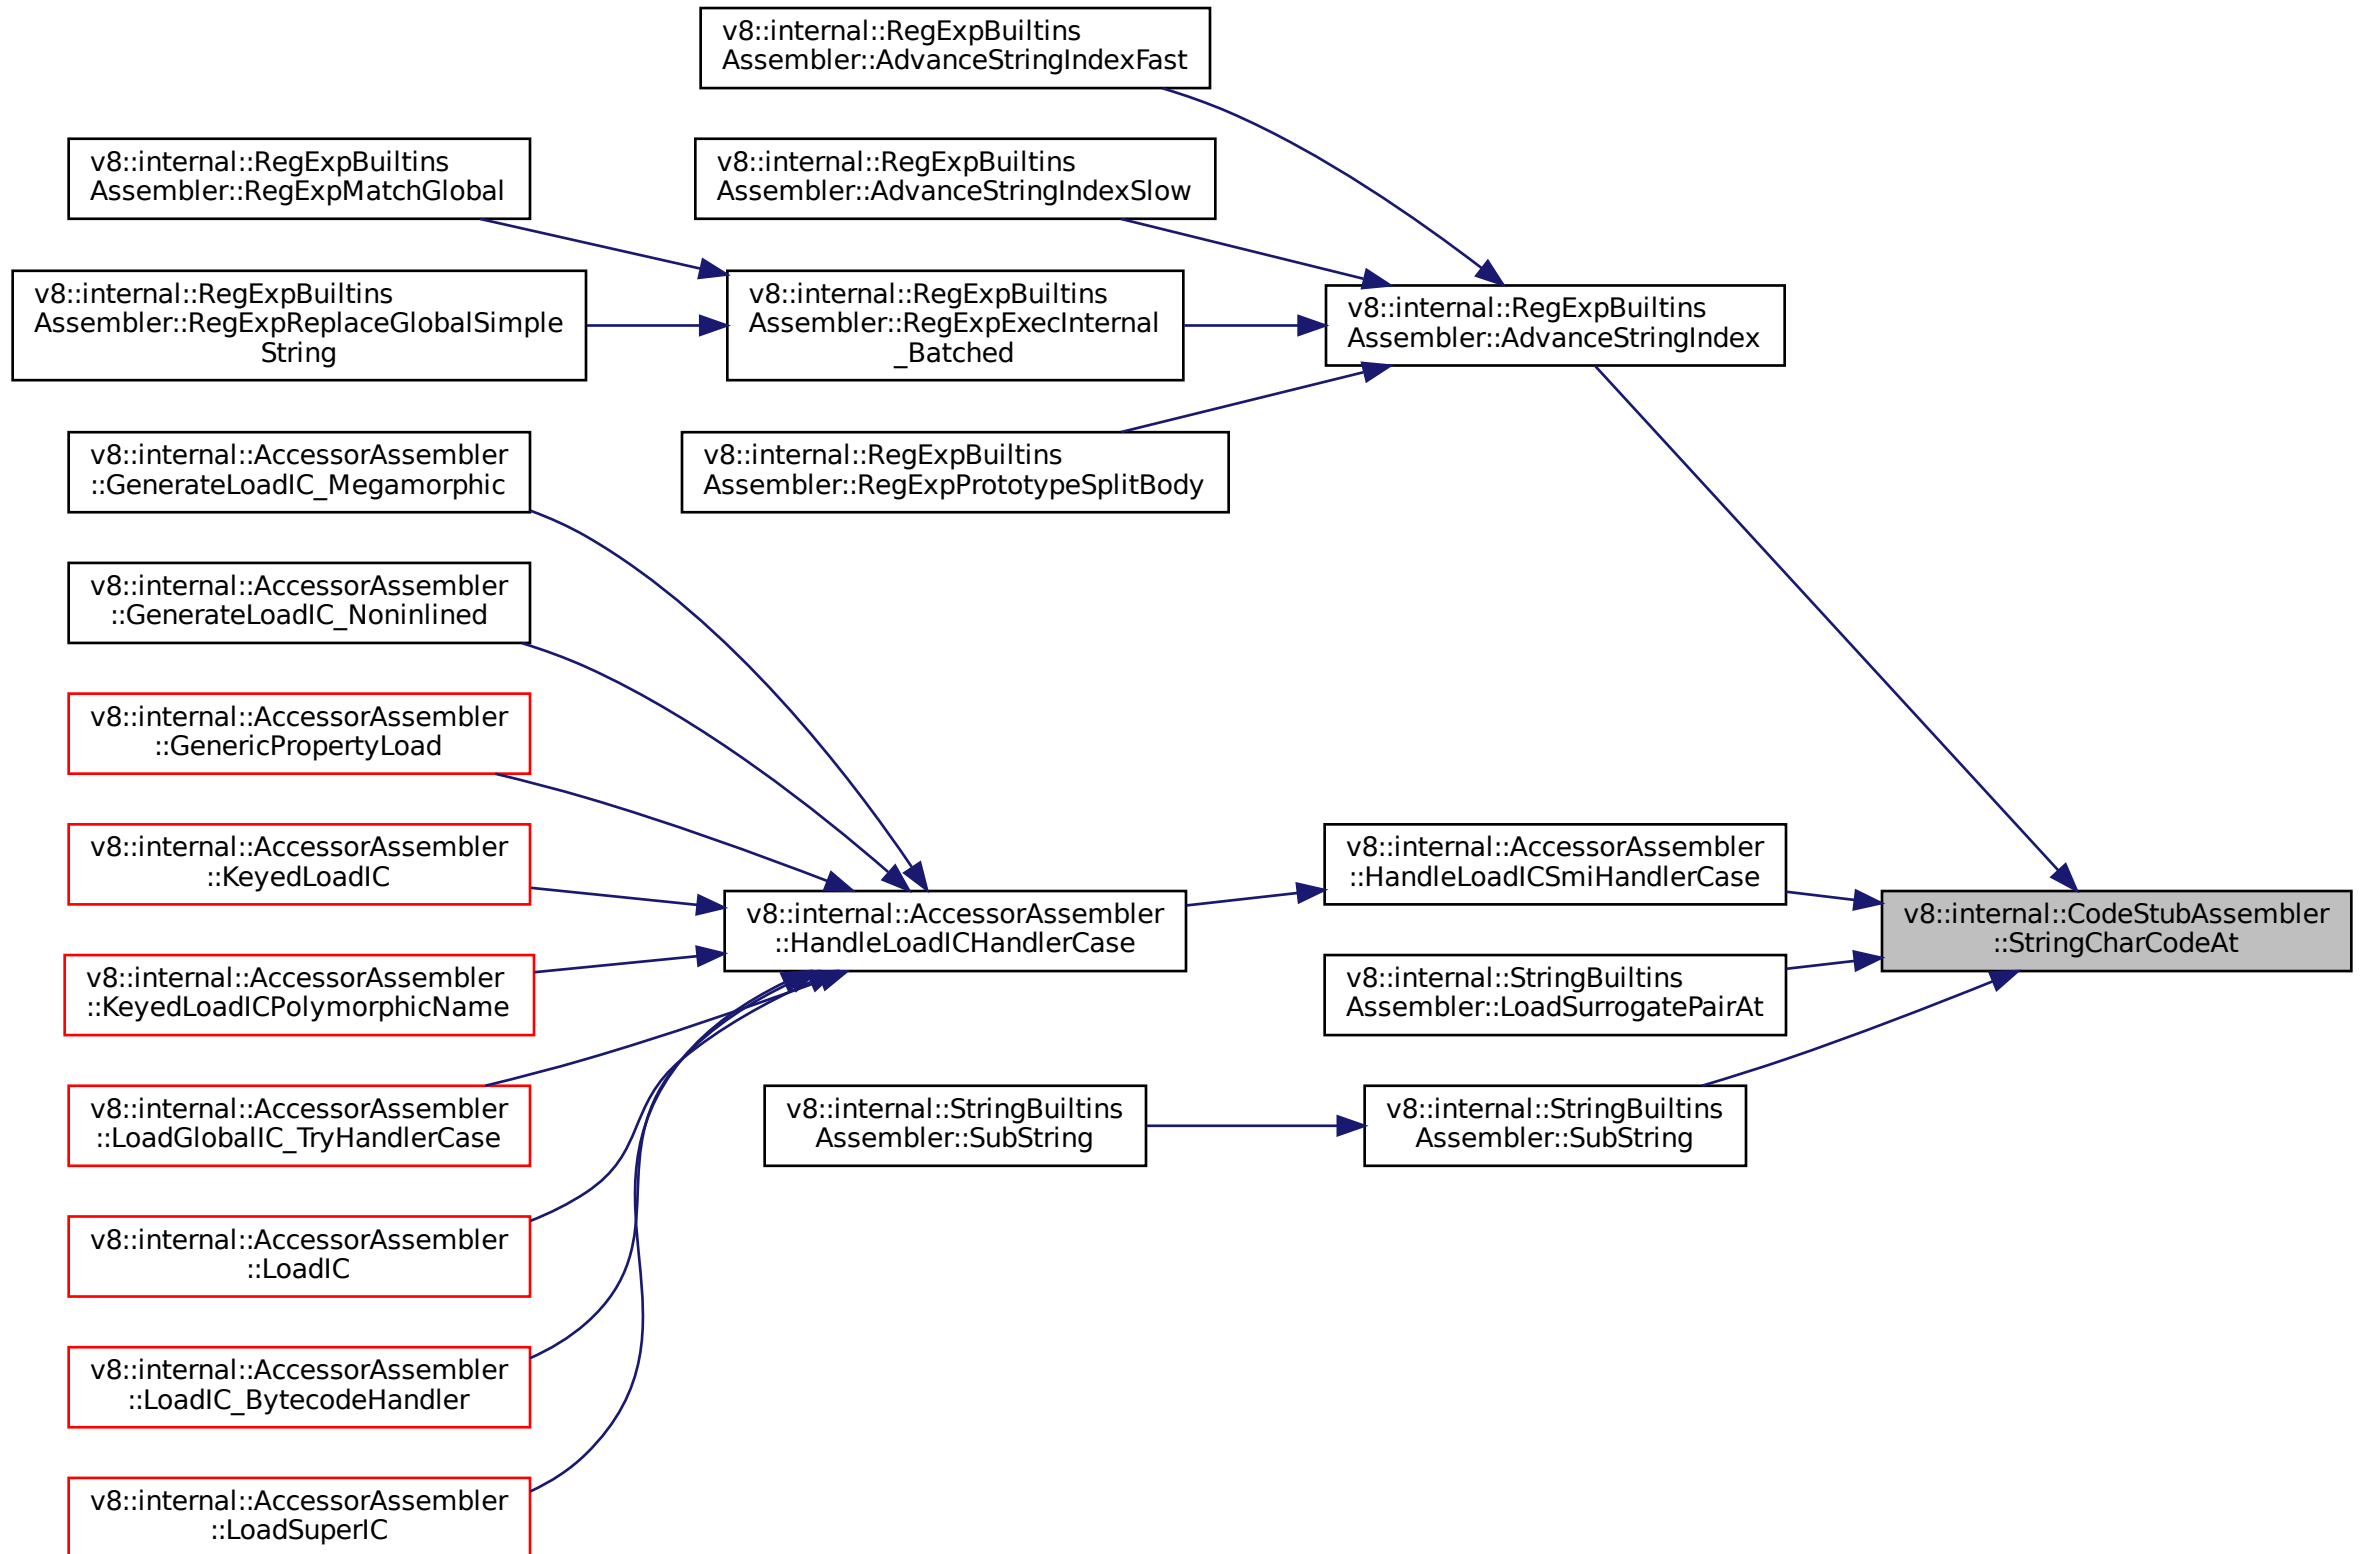 v8::internal::RegExpBuiltins
Assembler::AdvanceStringIndexFast
v8::internal::RegExpBuiltins
Assembler::RegExpMatchGlobal
v8::internal::RegExpBuiltins
Assembler::AdvanceStringIndexSlow
v8::internal::RegExpBuiltins
Assembler::RegExpReplaceGlobalSimple
String
v8::internal::RegExpBuiltins
Assembler::RegExpExecInternal
_Batched
v8::internal::RegExpBuiltins
Assembler::AdvanceStringIndex
v8::internal::AccessorAssembler
::GenerateLoadIC_Megamorphic
v8::internal::RegExpBuiltins
Assembler::RegExpPrototypeSplitBody
v8::internal::AccessorAssembler
::GenerateLoadIC_Noninlined
v8::internal::AccessorAssembler
::GenericPropertyLoad
v8::internal::AccessorAssembler
::KeyedLoadIC
v8::internal::AccessorAssembler
::HandleLoadICSmiHandlerCase
v8::internal::AccessorAssembler
::HandleLoadICHandlerCase
v8::internal::CodeStubAssembler
::StringCharCodeAt
v8::internal::AccessorAssembler
::KeyedLoadICPolymorphicName
v8::internal::StringBuiltins
Assembler::LoadSurrogatePairAt
v8::internal::AccessorAssembler
::LoadGlobalIC_TryHandlerCase
v8::internal::StringBuiltins
Assembler::SubString
v8::internal::StringBuiltins
Assembler::SubString
v8::internal::AccessorAssembler
::LoadIC
v8::internal::AccessorAssembler
::LoadIC_BytecodeHandler
v8::internal::AccessorAssembler
::LoadSuperIC